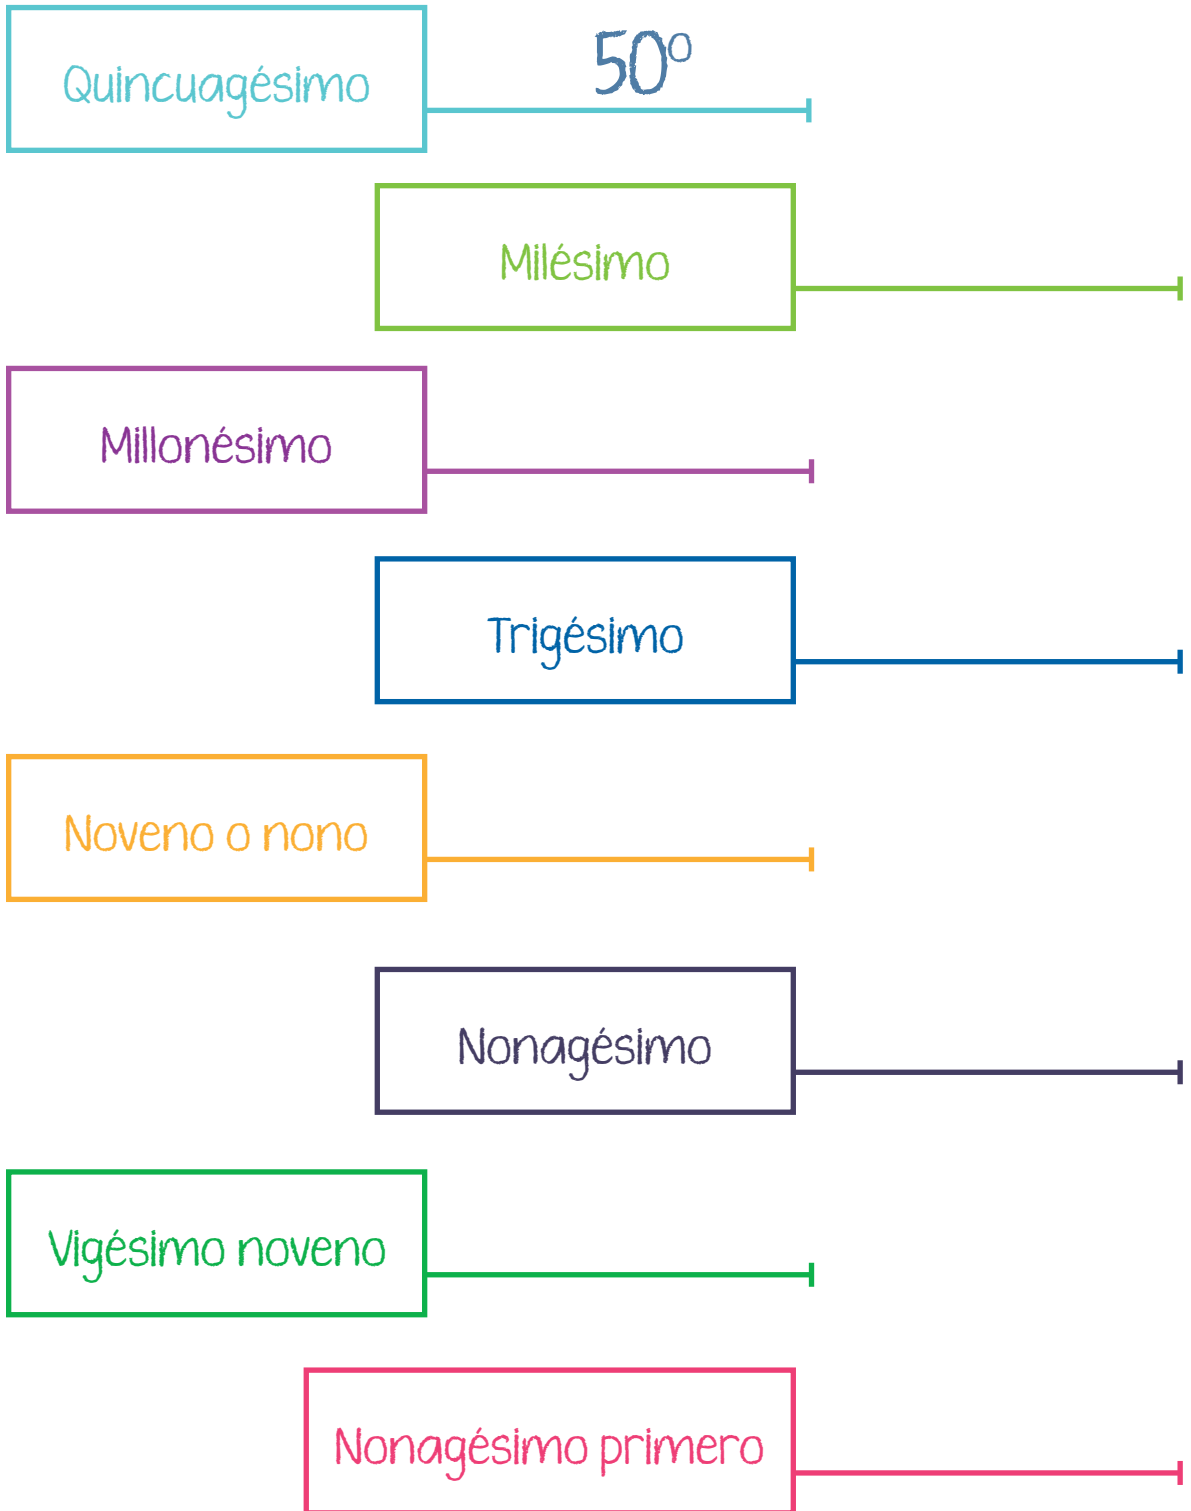 Quincuagésimo
50º
Milésimo
Millonésimo
Trigésimo
Noveno o nono
Nonagésimo
Vigésimo noveno
Nonagésimo primero